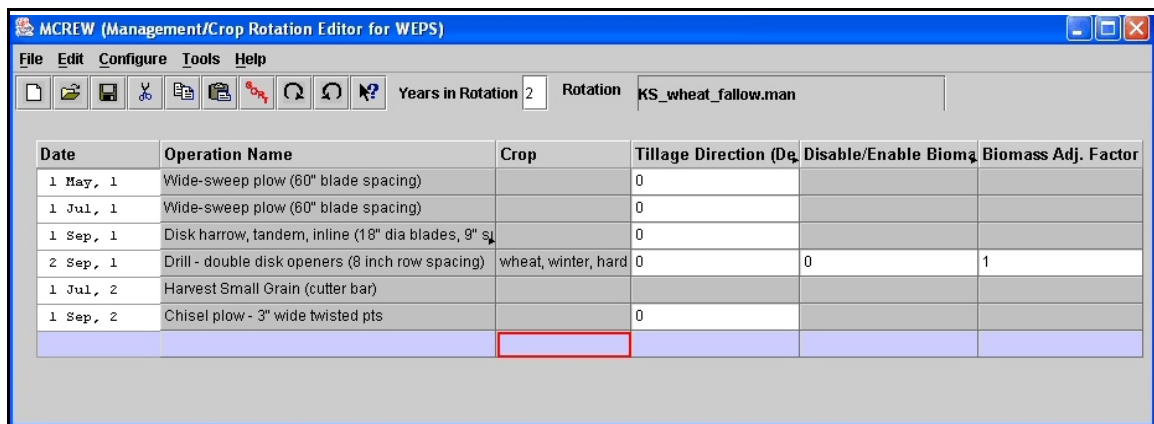 MCREW (Management/Crop Rotation Editor for WEPS)
File Edit Configure Tools Help
SORT Years in Rotation 2 Rotation KS_wheat_fallow.man
Date Operation Name Crop Tillage Direction (De Disable/Enable Bioma Biomass Adj. Factor
1 May, 1 Wide-sweep plow (60" blade spacing) 0
1 Jul, 1 Wide-sweep plow (60" blade spacing) 0
1 Sep, 1 Disk harrow, tandem, inline (18" dia blades, 9" s 0
2 Sep, 1 Drill - double disk openers (8 inch row spacing) wheat, winter, hard 0 0 1
1 Jul, 2 Harvest Small Grain (cutter bar)
1 Sep, 2 Chisel plow - 3" wide twisted pts 0